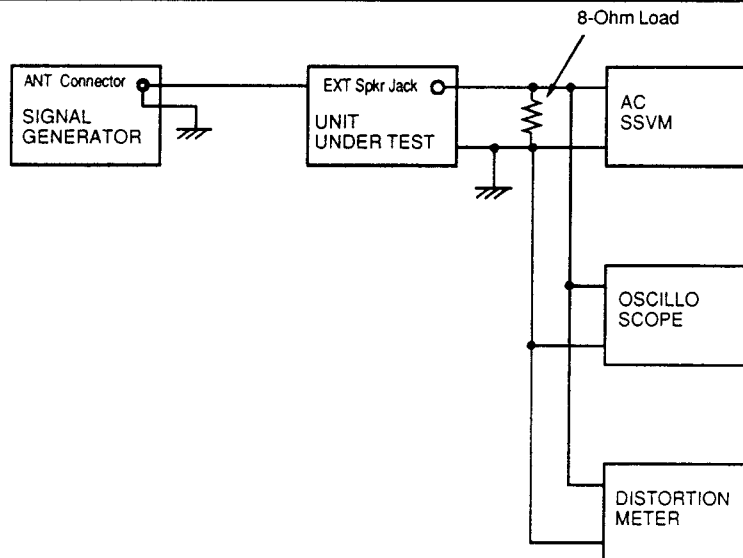 8-Ohm Load
ANT Connector
SIGNAL
GENERATOR
EXT Spkr Jack
UNIT
UNDER TEST
AC
SSVM
OSCILLO
SCOPE
DISTORTION
METER